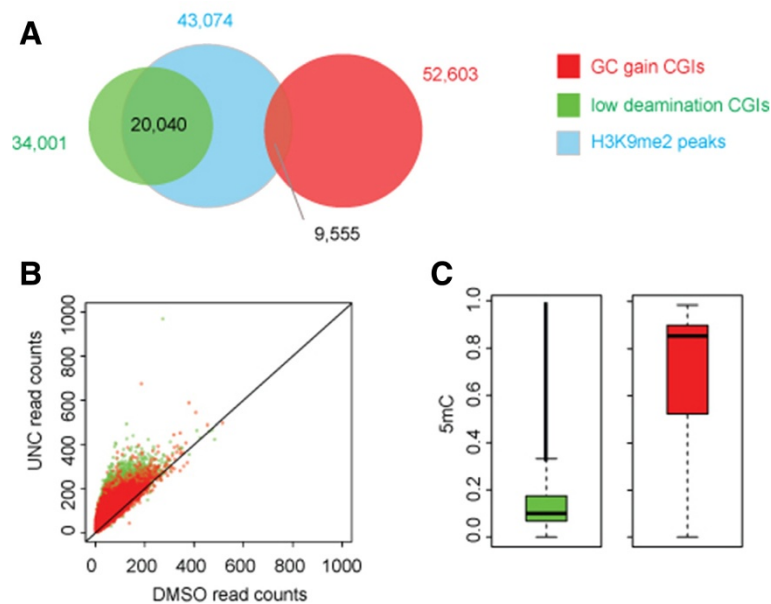 A
43,074
52,603
34,001
20,040
9,555
GC gain CGIs
low deamination CGIs
H3K9me2 peaks
B
UNC read counts
1000
800
600
400
200
0
0 200 400 600 800 1000
DMSO read counts
C
5mC
1.0
0.8
0.6
0.4
0.2
0.0